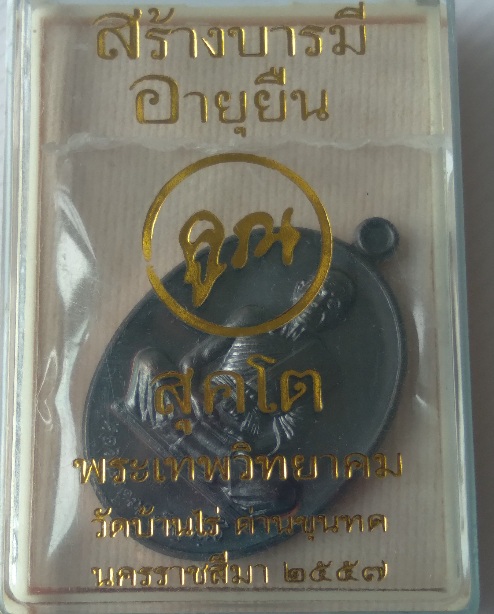 สร้างบารมี
อายุยืน
คูณ
สุคโต
พระเทพวิทยาคม
วัดบ้านไร่ ด่านขุนทด
นครราชสีมา ๒๕๕๗